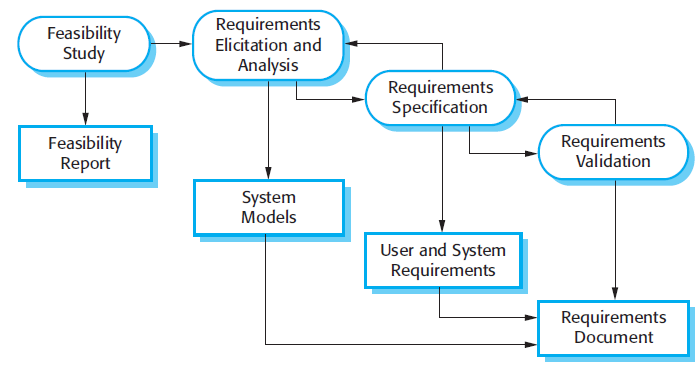 Feasibility
Study
Requirements
Elicitation and
Analysis
Requirements
Specification
Requirements
Validation
Feasibility
Report
System
Models
User and System
Requirements
Requirements
Document